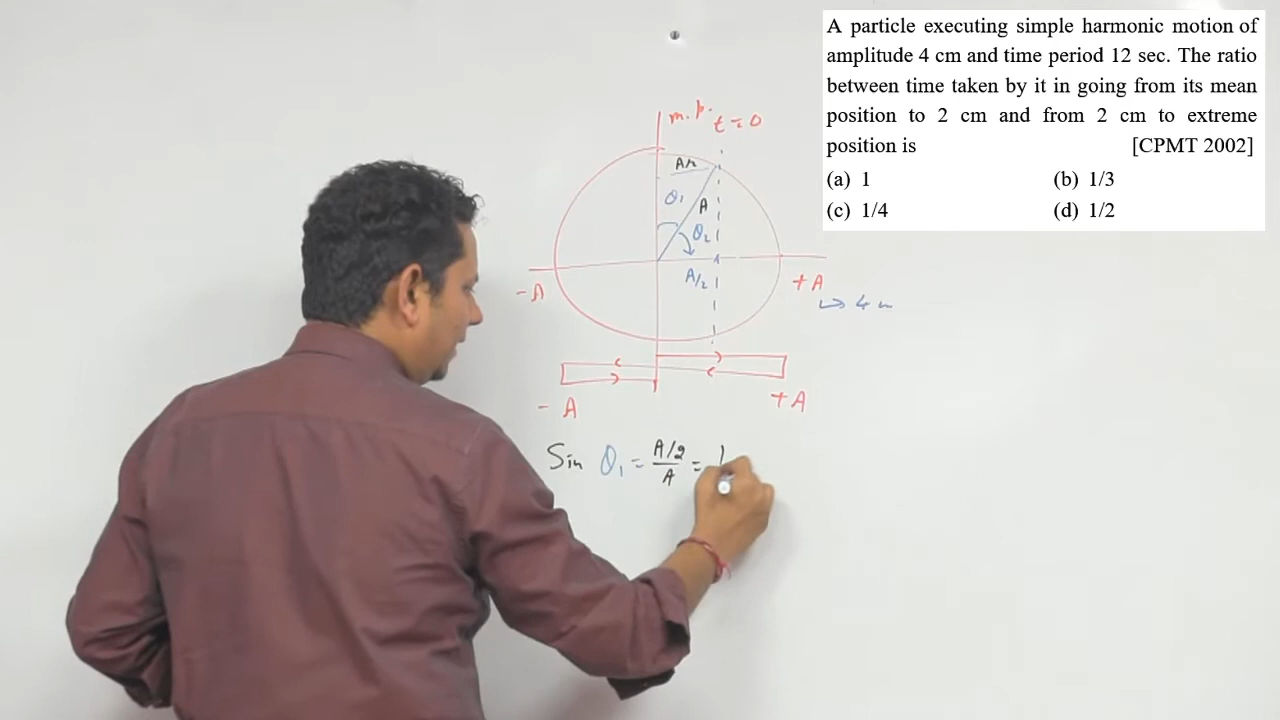 A particle executing simple harmonic motion of
amplitude 4 cm and time period 12 sec. The ratio
between time taken by it in going from its mean
position to 2 cm and from 2 cm to extreme
position is [CPMT 2002]
(a) 1 (b) 1/3
(c) 1/4 (d) 1/2
m.p. t=0
A/2
θ1 A
θ2
A/2
-A +A
4
-A +A
Sin θ1 = A/2 / A = 1